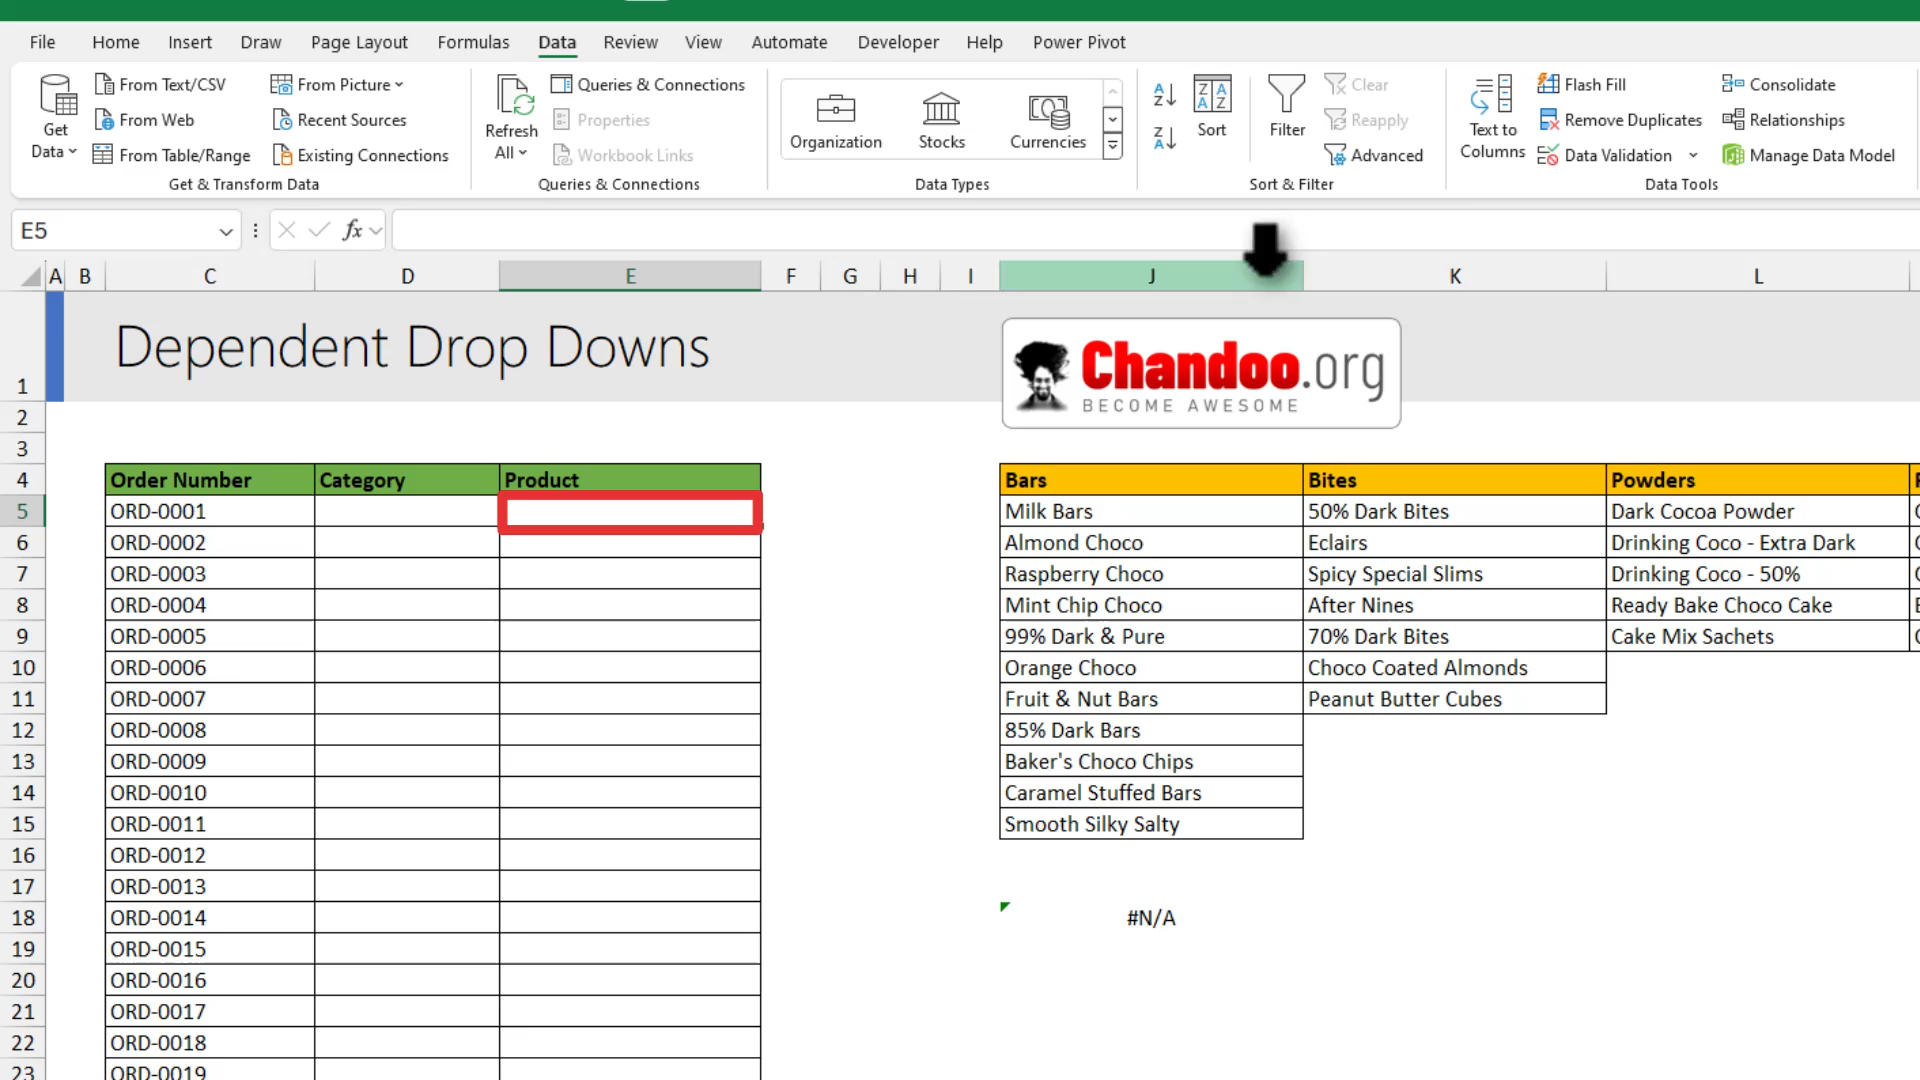 File Home Insert Draw Page Layout Formulas Data Review View Automate Developer Help Power Pivot
Get Data
From Text/CSV
From Web
From Table/Range
From Picture
Recent Sources
Existing Connections
Get & Transform Data
Refresh All
Queries & Connections
Properties
Workbook Links
Queries & Connections
Organization
Stocks
Currencies
Data Types
Sort
Filter
Clear
Reapply
Advanced
Sort & Filter
Text to Columns
Flash Fill
Remove Duplicates
Data Validation
Consolidate
Relationships
Manage Data Model
Data Tools
E5
fx
A B C D E F G H I J K L
1 Dependent Drop Downs
Chandoo.org
BECOME AWESOME
2
3
4 Order Number Category Product Bars Bites Powders
5 ORD-0001 Milk Bars 50% Dark Bites Dark Cocoa Powder
6 ORD-0002 Almond Choco Eclairs Drinking Coco - Extra Dark
7 ORD-0003 Raspberry Choco Spicy Special Slims Drinking Coco - 50%
8 ORD-0004 Mint Chip Choco After Nines Ready Bake Choco Cake
9 ORD-0005 99% Dark & Pure 70% Dark Bites Cake Mix Sachets
10 ORD-0006 Orange Choco Choco Coated Almonds
11 ORD-0007 Fruit & Nut Bars Peanut Butter Cubes
12 ORD-0008 85% Dark Bars
13 ORD-0009 Baker's Choco Chips
14 ORD-0010 Caramel Stuffed Bars
15 ORD-0011 Smooth Silky Salty
16 ORD-0012
17 ORD-0013
18 ORD-0014 #N/A
19 ORD-0015
20 ORD-0016
21 ORD-0017
22 ORD-0018
23 ORD-0019